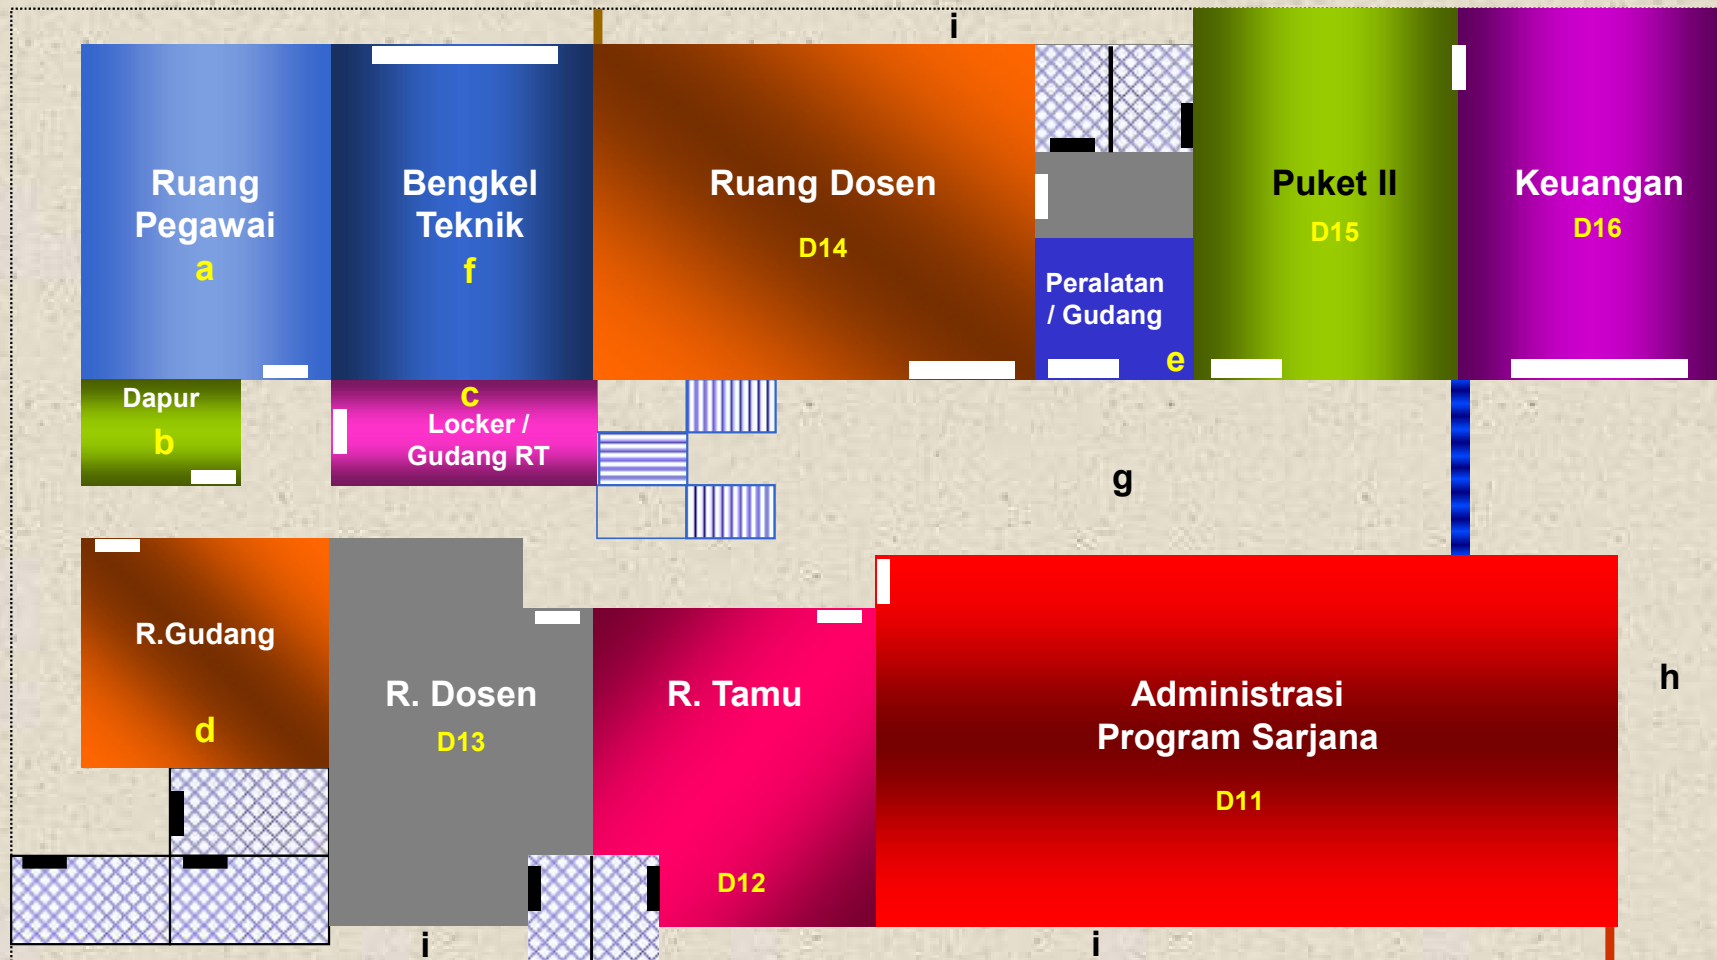 i
Ruang
Pegawai
a
Bengkel
Teknik
f
Ruang Dosen
D14
Peralatan
/ Gudang
e
Puket II
D15
Keuangan
D16
Dapur
b
c
Locker /
Gudang RT
g
R.Gudang
d
R. Dosen
D13
R. Tamu
D12
Administrasi
Program Sarjana
D11
h
i
i